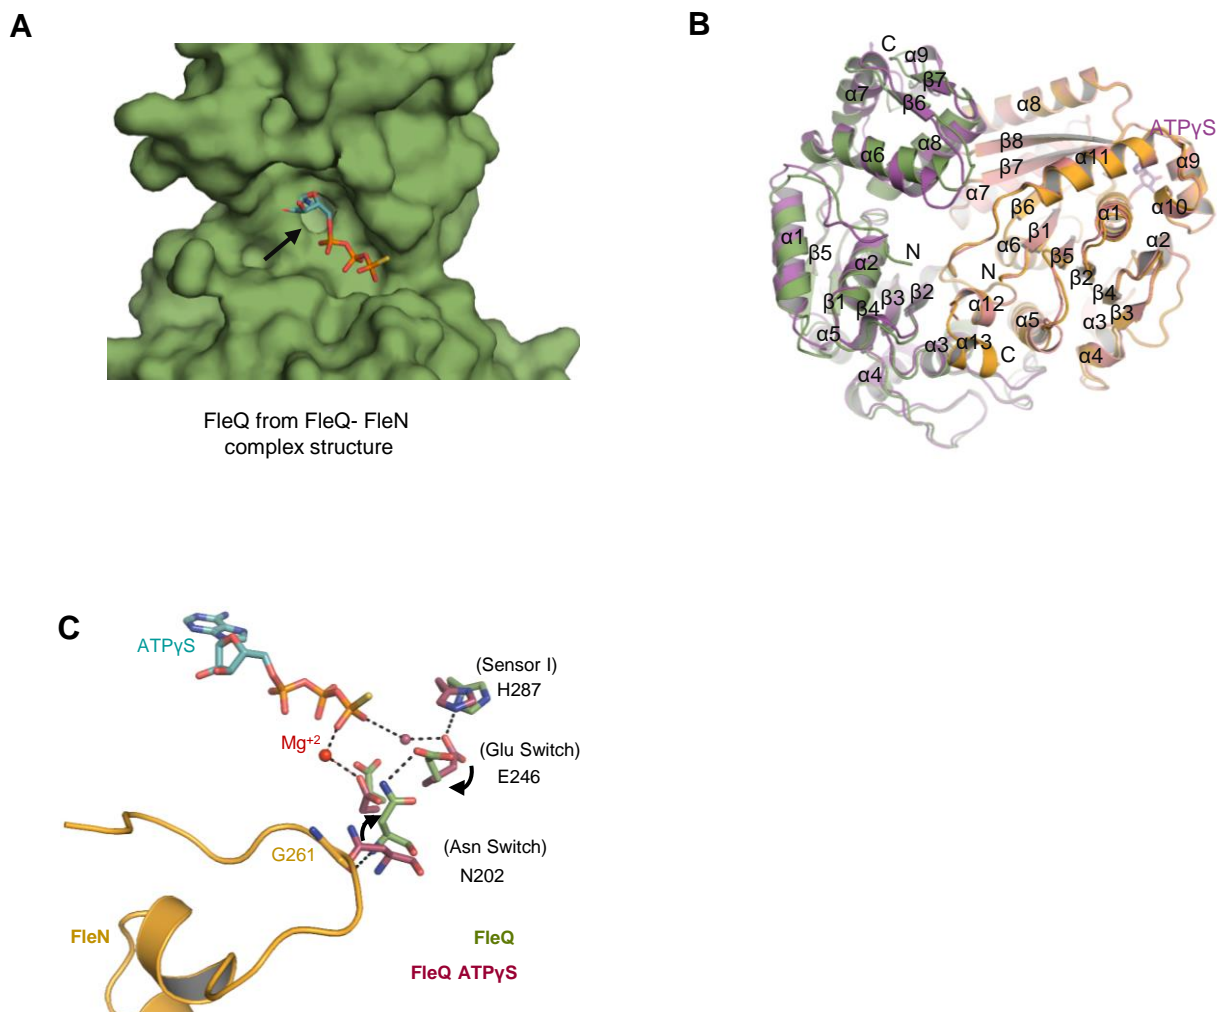 A
FleQ from FleQ- FleN
complex structure
B
C
α9
α7
β7
β6
α8
α6
α8
β8
β7
α11
ATPγS
α9
α7
β6
α10
α1
α1
β5
α2
N
α6
β1
β5
α2
N
β2
β1
β4
β3
β2
α12
β4
α5
α3
α13
C
α5
α3
β3
α4
α4
C
ATPγS
(Sensor I)
H287
Mg+2
(Glu Switch)
E246
G261
(Asn Switch)
N202
FleN
FleQ
FleQ ATPγS